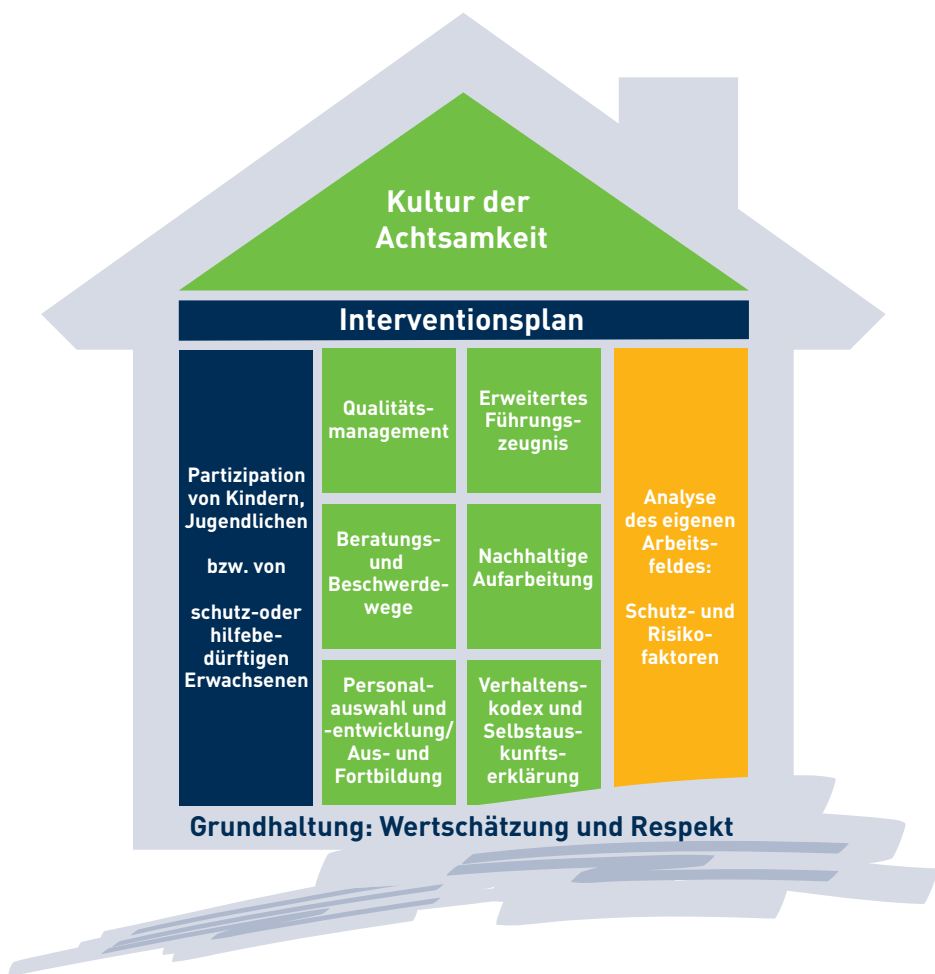 Kultur der
Achtsamkeit
Interventionsplan
Partizipation
von Kindern,
Jugendlichen
bzw. von
schutz-oder
hilfebe-
dürftigen
Erwachsenen
Qualitäts-
management
Erweitertes
Führungs-
zeugnis
Beratungs-
und
Beschwerde-
wege
Nachhaltige
Aufarbeitung
Personal-
auswahl und
-entwicklung/
Aus- und
Fortbildung
Verhaltens-
kodex und
Selbstaus-
kunfts-
erklärung
Analyse
des eigenen
Arbeits-
feldes:
Schutz- und
Risiko-
faktoren
Grundhaltung: Wertschätzung und Respekt